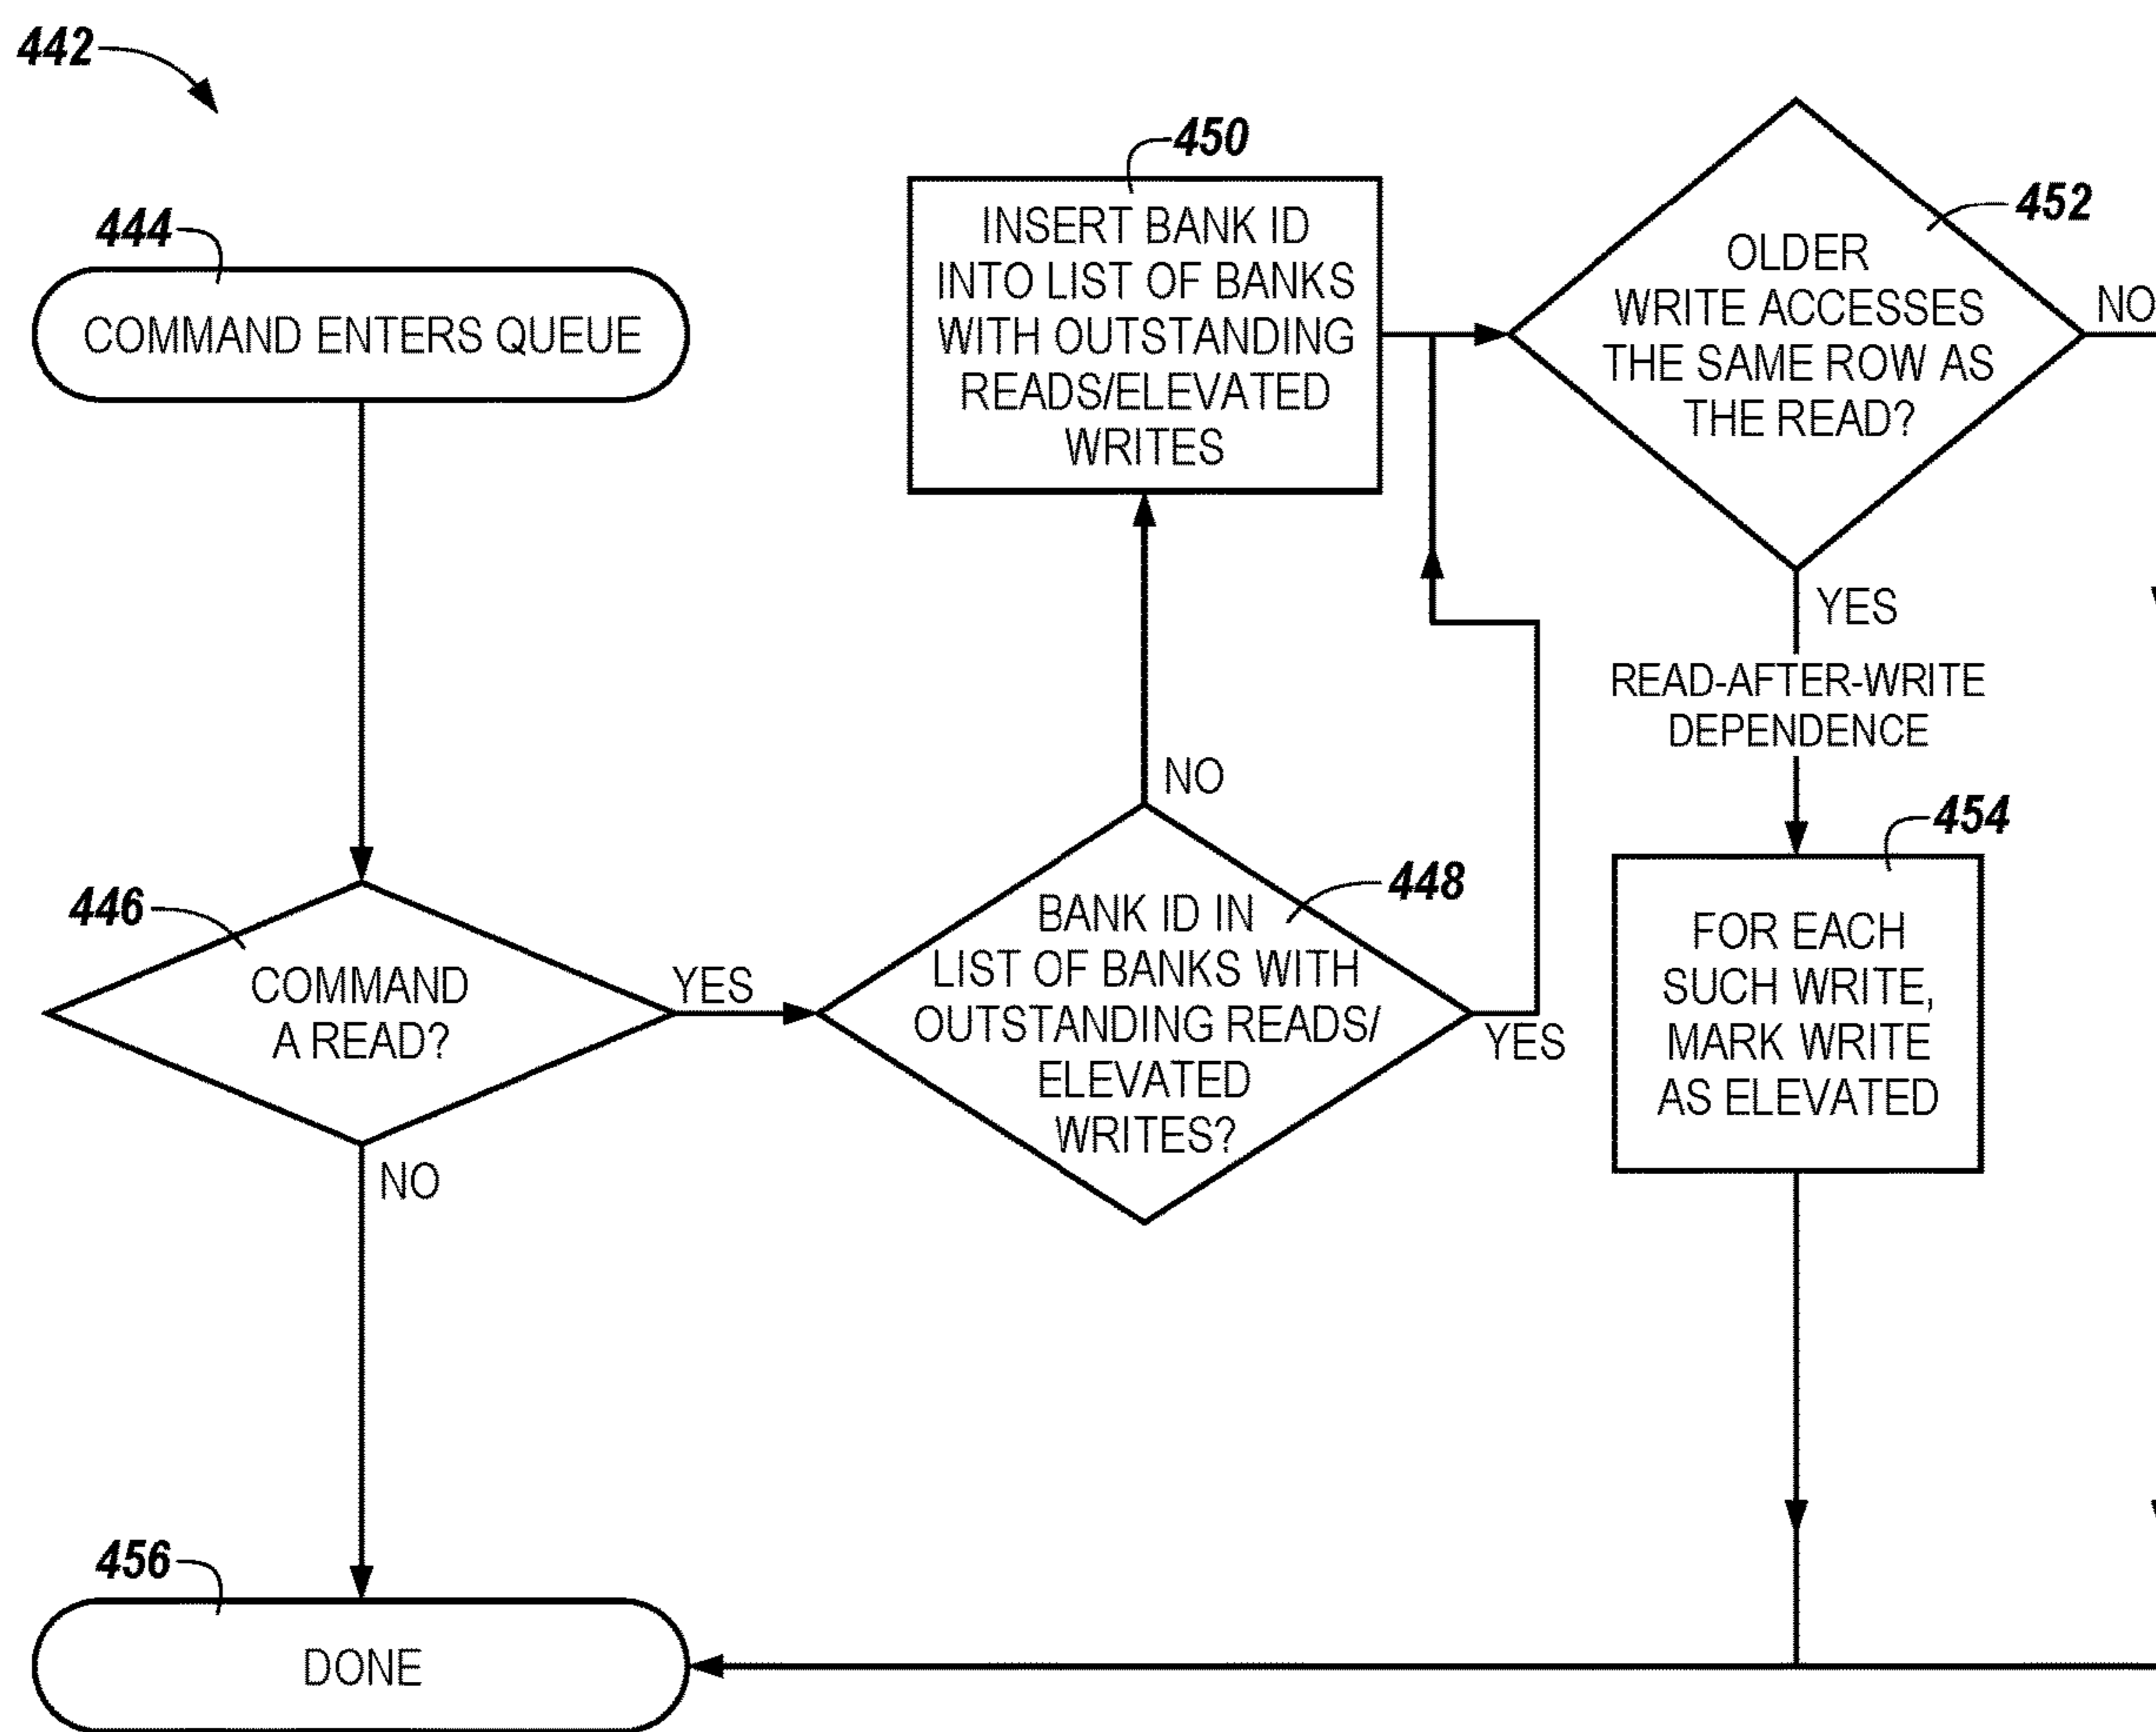 442
444
COMMAND ENTERS QUEUE
446
COMMAND
A READ?
YES
NO
456
DONE
450
INSERT BANK ID
INTO LIST OF BANKS
WITH OUTSTANDING
READS/ELEVATED
WRITES
NO
448
BANK ID IN
LIST OF BANKS WITH
OUTSTANDING READS/
ELEVATED
WRITES?
YES
452
OLDER
WRITE ACCESSES
THE SAME ROW AS
THE READ?
NO
YES
READ-AFTER-WRITE
DEPENDENCE
454
FOR EACH
SUCH WRITE,
MARK WRITE
AS ELEVATED